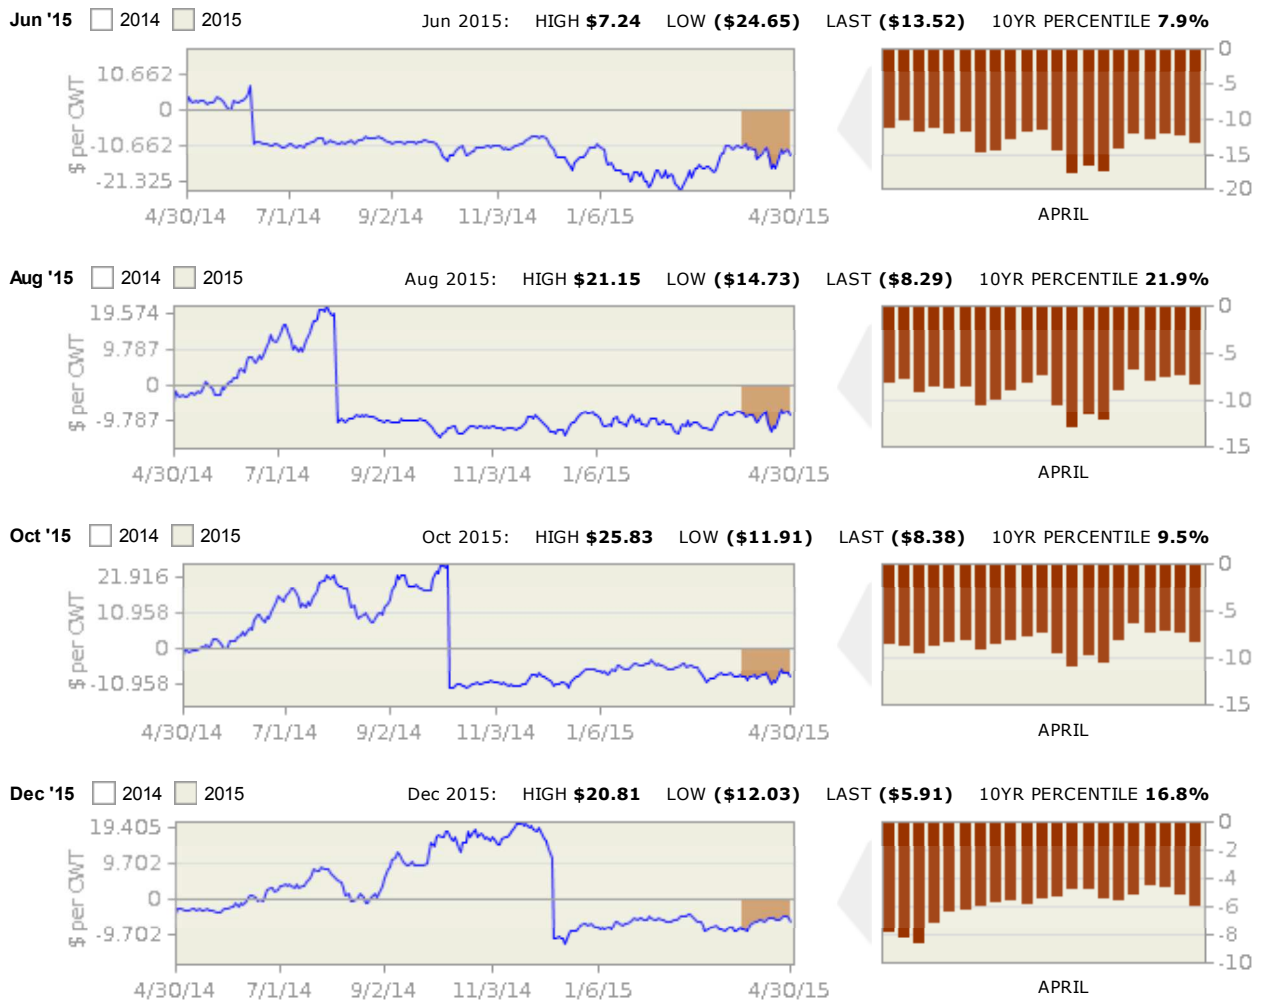 Jun '15 2014 2015 Jun 2015: HIGH $7.24 LOW ($24.65) LAST ($13.52) 10YR PERCENTILE 7.9%
$ per CWT
10.662
0
-10.662
-21.325
4/30/14 7/1/14 9/2/14 11/3/14 1/6/15 4/30/15
0
-5
-10
-15
-20
APRIL
Aug '15 2014 2015 Aug 2015: HIGH $21.15 LOW ($14.73) LAST ($8.29) 10YR PERCENTILE 21.9%
$ per CWT
19.574
9.787
0
-9.787
4/30/14 7/1/14 9/2/14 11/3/14 1/6/15 4/30/15
0
-5
-10
-15
APRIL
Oct '15 2014 2015 Oct 2015: HIGH $25.83 LOW ($11.91) LAST ($8.38) 10YR PERCENTILE 9.5%
$ per CWT
21.916
10.958
0
-10.958
4/30/14 7/1/14 9/2/14 11/3/14 1/6/15 4/30/15
0
-5
-10
-15
APRIL
Dec '15 2014 2015 Dec 2015: HIGH $20.81 LOW ($12.03) LAST ($5.91) 10YR PERCENTILE 16.8%
$ per CWT
19.405
9.702
0
-9.702
4/30/14 7/1/14 9/2/14 11/3/14 1/6/15 4/30/15
0
-2
-4
-6
-8
-10
APRIL